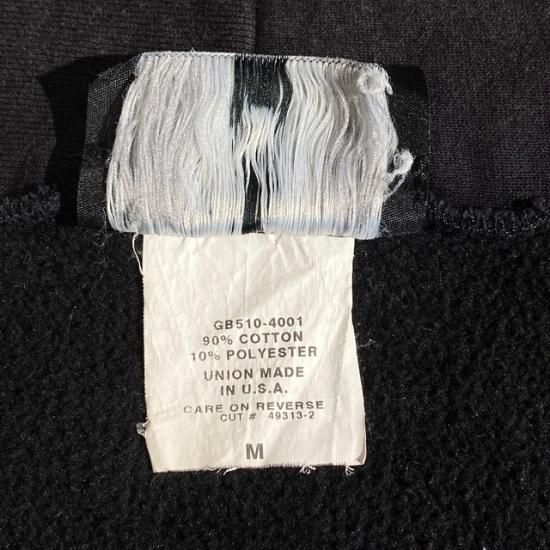 GB510-4001
90% COTTON
10% POLYESTER
UNION MADE
IN U.S.A.
CARE ON REVERSE
CUT # 49313-2
M